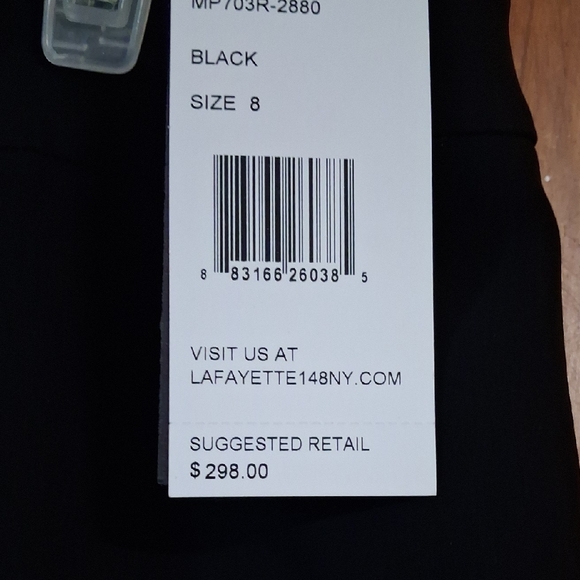 MP703R-2880
BLACK
SIZE 8
8 83166 26038 5
VISIT US AT
LAFAYETTE148NY.COM
SUGGESTED RETAIL
$298.00